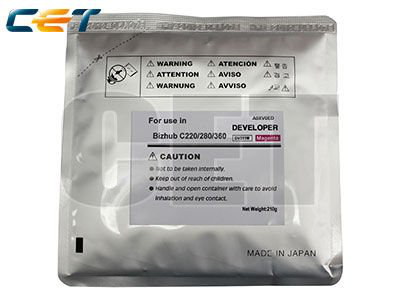 CET
WARNING
ATENCIÓN
ATTENTION
AVISO
WARNUNG
AVVISO
For use in
Bizhub C220/280/360
DEVELOPER
Magenta
CAUTION
Not to be taken internally.
Keep out of reach of children.
Handle and open container with care to avoid
inhalation and eye contact.
Net Weight:210g
MADE IN JAPAN
CET